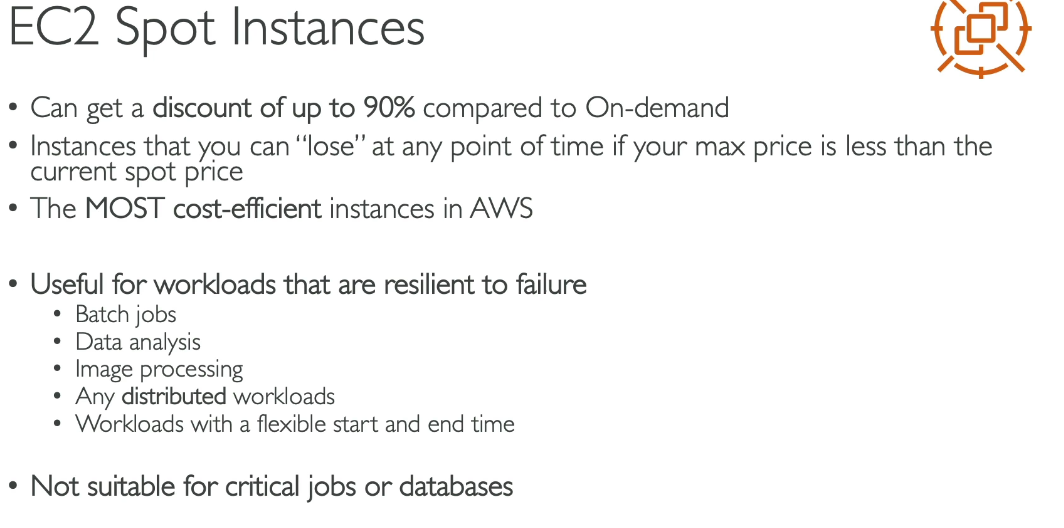 EC2 Spot Instances
• Can get a discount of up to 90% compared to On-demand
• Instances that you can “lose” at any point of time if your max price is less than the
current spot price
• The MOST cost-efficient instances in AWS
• Useful for workloads that are resilient to failure
• Batch jobs
• Data analysis
• Image processing
• Any distributed workloads
• Workloads with a flexible start and end time
• Not suitable for critical jobs or databases